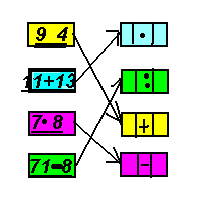 9 4 •
11+13 :
7• 8 +
71-8 -